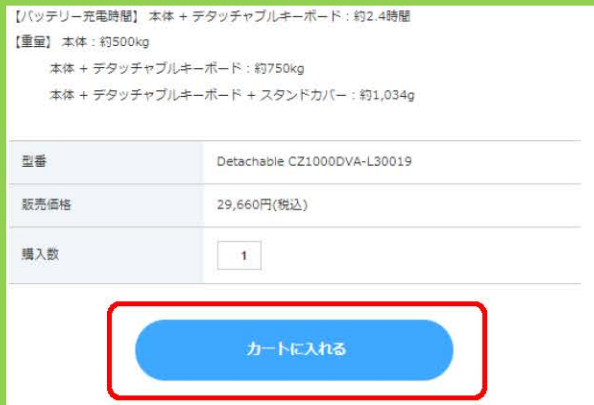 【バッテリー充電時間】 本体 + デタッチャブルキーボード : 約2.4時間
【重量】 本体 : 約500kg
本体 + デタッチャブルキーボード : 約750kg
本体 + デタッチャブルキーボード + スタンドカバー : 約1,034g
型番 Detachable CZ1000DVA-L30019
販売価格 29,660円(税込)
購入数 1
カートに入れる